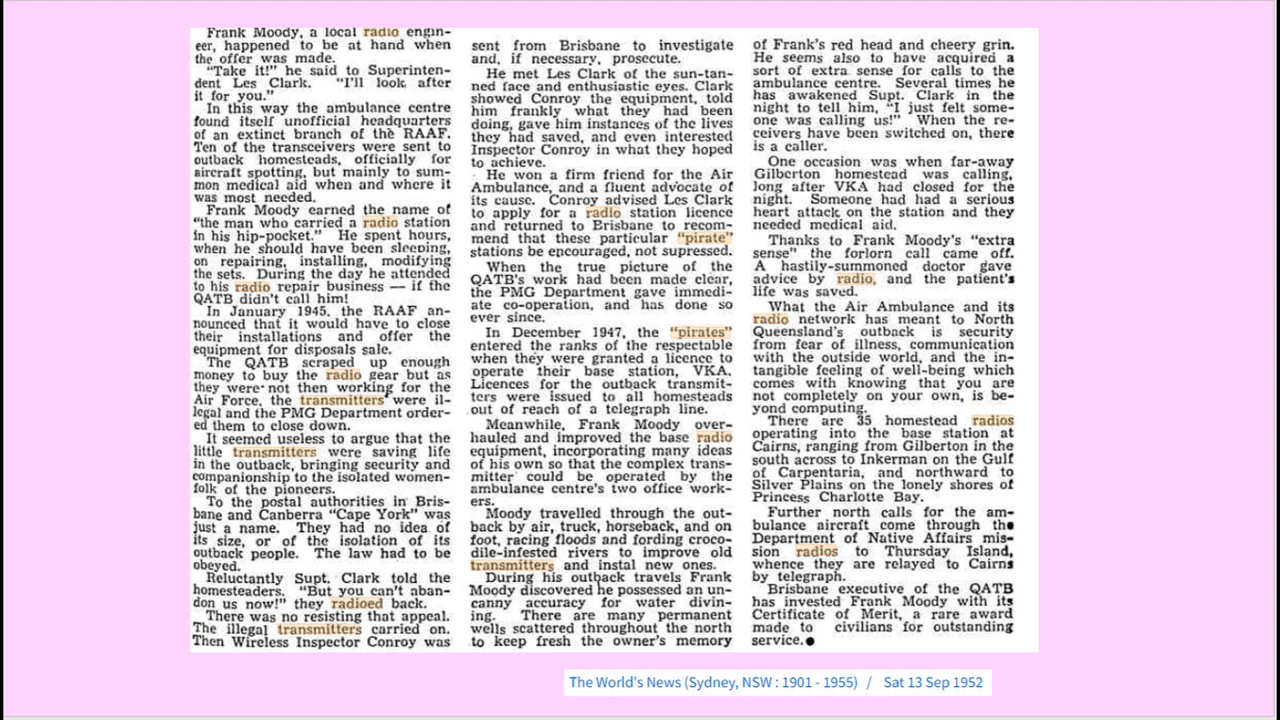 Frank Moody, a local radio engin-
eer, happened to be at hand when
the offer was made.
"Take it!" he said to Superinten-
dent Les Clark. "I'll look after
it for you."
In this way the ambulance centre
found itself unofficial headquarters
of an extinct branch of the RAAF.
Ten of the transceivers were sent to
outback homesteads, officially for
aircraft spotting, but mainly to sum-
mon medical aid when and where it
was most needed.
Frank Moody earned the name of
"the man who carried a radio station
in his hip-pocket." He spent hours,
when he should have been sleeping,
on repairing, installing, modifying
the sets. During the day he attended
to his radio repair business — if the
QATB didn't call him!
In January 1945, the RAAF an-
nounced that it would have to close
their installations and offer the
equipment for disposals sale.
The QATB scraped up enough
money to buy the radio gear but as
they were not then working for the
Air Force, the transmitters were il-
legal and the PMG Department order-
ed them to close down.
It seemed useless to argue that the
little transmitters were saving life
in the outback, bringing security and
companionship to the isolated women-
folk of the pioneers.
To the postal authorities in Bris-
bane and Canberra "Cape York" was
just a name. They had no idea of
its size, or of the isolation of its
outback people. The law had to be
obeyed.
Reluctantly Supt. Clark told the
homesteaders. "But you can't aban-
don us now!" they radioed back.
There was no resisting that appeal.
The illegal transmitters carried on.
Then Wireless Inspector Conroy was
sent from Brisbane to investigate
and, if necessary, prosecute.
He met Les Clark of the sun-tan-
ned face and enthusiastic eyes. Clark
showed Conroy the equipment, told
him frankly what they had been
doing, gave him instances of the lives
they had saved, and even interested
Inspector Conroy in what they hoped
to achieve.
He won a firm friend for the Air
Ambulance, and a fluent advocate of
its cause. Conroy advised Les Clark
to apply for a radio station licence
and returned to Brisbane to recom-
mend that these particular "pirate"
stations be encouraged, not supressed.
When the true picture of the
QATB's work had been made clear,
the PMG Department gave immedi-
ate co-operation, and has done so
ever since.
In December 1947, the "pirates"
entered the ranks of the respectable
when they were granted a licence to
operate their base station, VKA.
Licences for the outback transmit-
ters were issued to all homesteads
out of reach of a telegraph line.
Meanwhile, Frank Moody over-
hauled and improved the base radio
equipment, incorporating many ideas
of his own so that the complex trans-
mitter could be operated by the
ambulance centre's two office work-
ers.
Moody travelled through the out-
back by air, truck, horseback, and on
foot, racing floods and fording croco-
dile-infested rivers to improve old
transmitters and instal new ones.
During his outback travels Frank
Moody discovered he possessed an un-
canny accuracy for water divin-
ing. There are many permanent
wells scattered throughout the north
to keep fresh the owner's memory
of Frank's red head and cheery grin.
He seems also to have acquired a
sort of extra sense for calls to the
ambulance centre. Several times he
has awakened Supt. Clark in the
night to tell him, "I just felt some-
one was calling us!" When the re-
ceivers have been switched on, there
is a caller.
One occasion was when far-away
Gilberton homestead was calling,
long after VKA had closed for the
night. Someone had had a serious
heart attack on the station and they
needed medical aid.
Thanks to Frank Moody's "extra
sense" the forlorn call came off.
A hastily-summoned doctor gave
advice by radio, and the patient's
life was saved.
What the Air Ambulance and its
radio network has meant to North
Queensland's outback is security
from fear of illness, communication
with the outside world, and the in-
tangible feeling of well-being which
comes with knowing that you are
not completely on your own, is be-
yond computing.
There are 35 homestead radios
operating into the base station at
Cairns, ranging from Gilberton in the
south across to Inkerman on the Gulf
of Carpentaria, and northward to
Silver Plains on the lonely shores of
Princess Charlotte Bay.
Further north calls for the am-
bulance aircraft come through the
Department of Native Affairs mis-
sion radios to Thursday Island,
whence they are relayed to Cairns
by telegraph.
Brisbane executive of the QATB
has invested Frank Moody with its
Certificate of Merit, a rare award
made to civilians for outstanding
service.●
The World's News (Sydney, NSW : 1901 - 1955) / Sat 13 Sep 1952